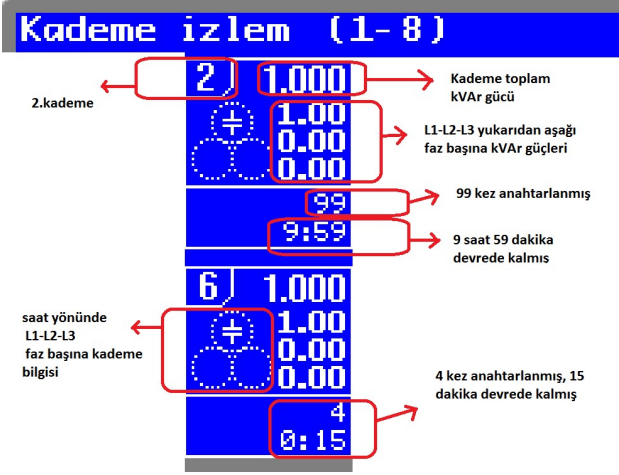 Kademe izlem (1-8)
2
1.000
Kademe toplam
kVAr gücü
2.kademe
1.00
0.00
0.00
L1-L2-L3 yukarıdan aşağı
faz başına kVAr güçleri
99
99 kez anahtarlanmış
9:59
9 saat 59 dakika
devrede kalmış
6
1.000
1.00
0.00
0.00
saat yönünde
L1-L2-L3
faz başına kademe
bilgisi
4
0:15
4 kez anahtarlanmış, 15
dakika devrede kalmış